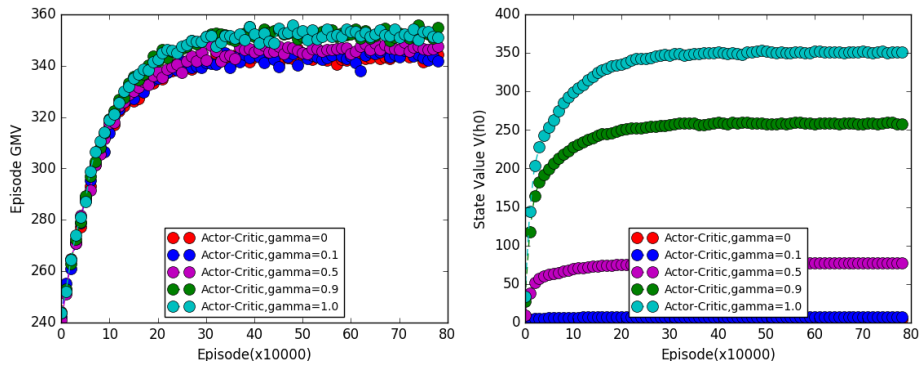 360
340
320
300
280
260
240
Episode GMV
0 10 20 30 40 50 60 70 80
Episode(x10000)
Actor-Critic,gamma=0
Actor-Critic,gamma=0.1
Actor-Critic,gamma=0.5
Actor-Critic,gamma=0.9
Actor-Critic,gamma=1.0
400
350
300
250
200
150
100
50
0
State Value V(h0)
0 10 20 30 40 50 60 70 80
Episode(x10000)
Actor-Critic,gamma=0
Actor-Critic,gamma=0.1
Actor-Critic,gamma=0.5
Actor-Critic,gamma=0.9
Actor-Critic,gamma=1.0